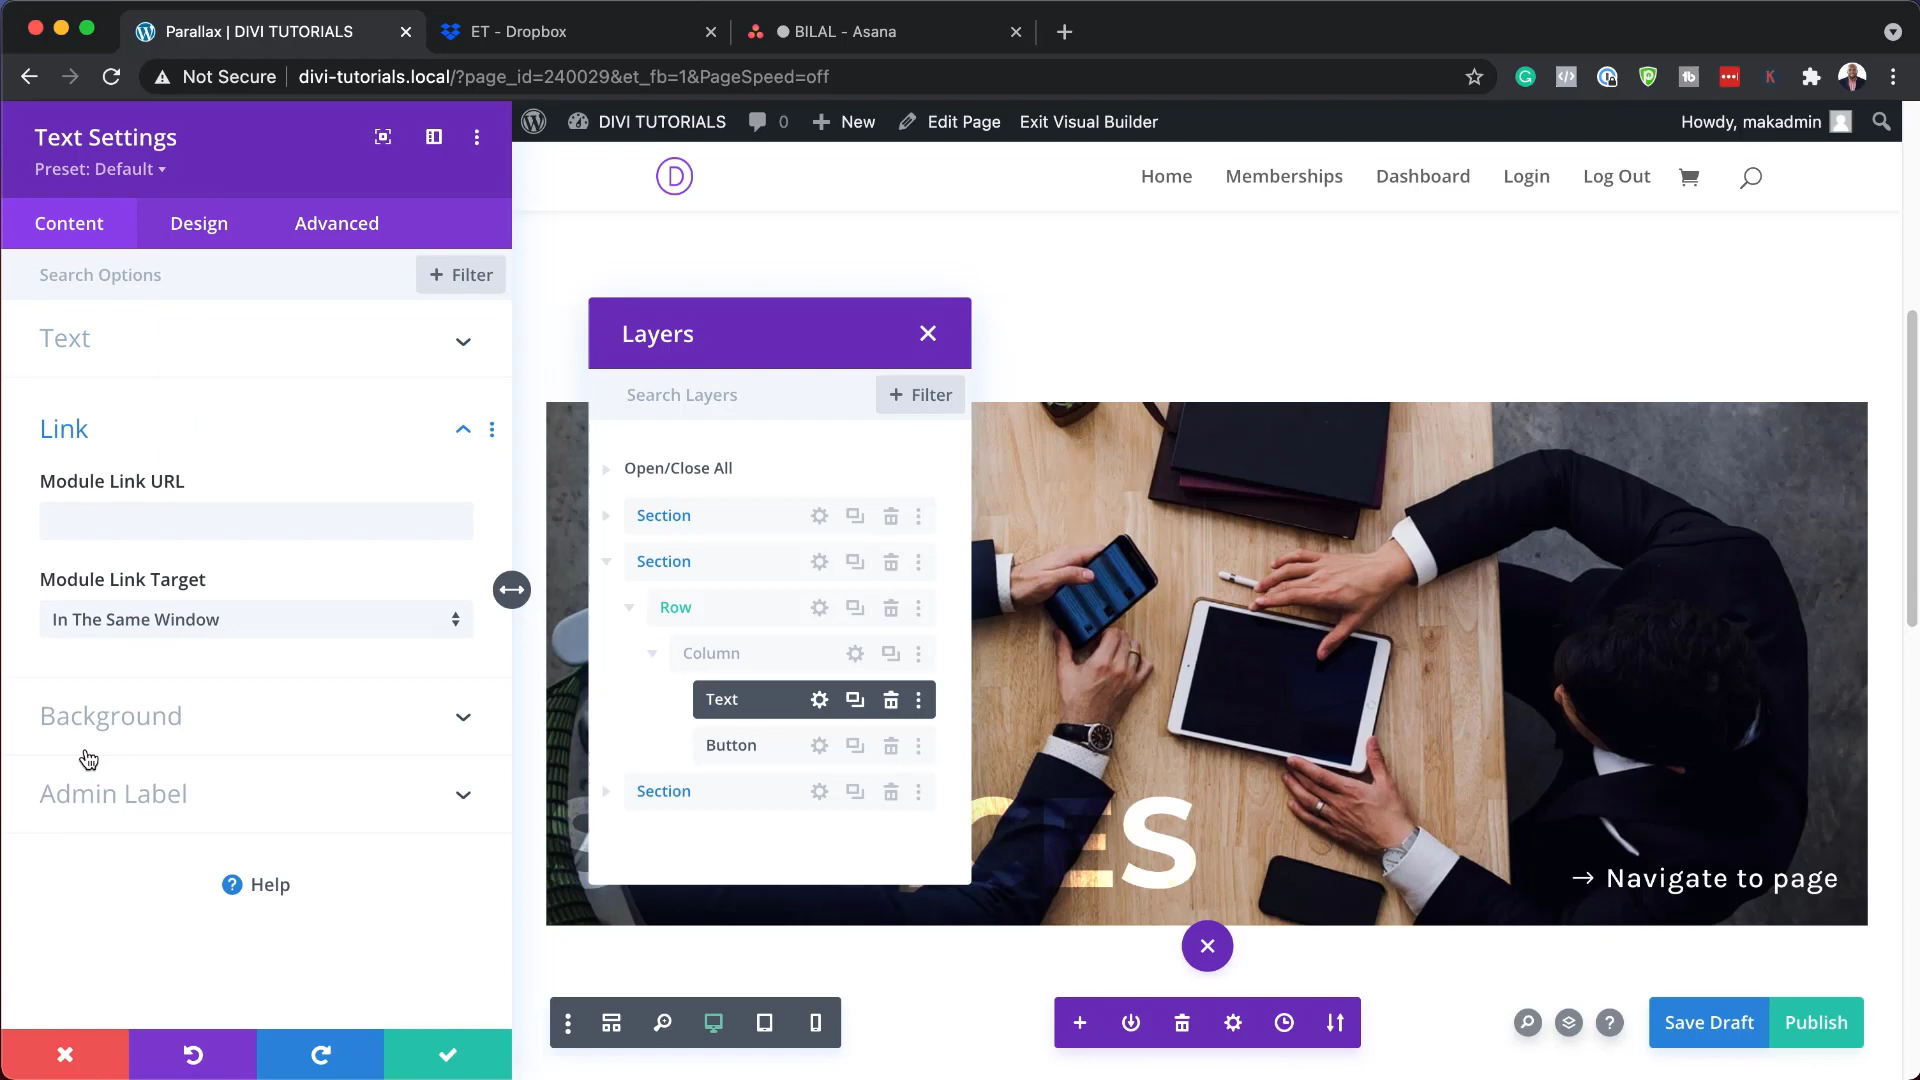 Parallax | DIVI TUTORIALS
ET - Dropbox
BILAL - Asana
Not Secure
divi-tutorials.local/?page_id=240029&et_fb=1&PageSpeed=off
Text Settings
Preset: Default
Content
Design
Advanced
Search Options
+ Filter
Text
Link
Module Link URL
Module Link Target
In The Same Window
Background
Admin Label
? Help
DIVI TUTORIALS
0
+ New
Edit Page
Exit Visual Builder
Howdy, makadmin
D
Home
Memberships
Dashboard
Login
Log Out
Layers
Search Layers
+ Filter
Open/Close All
Section
Section
Row
Column
Text
Button
Section
→ Navigate to page
Save Draft
Publish